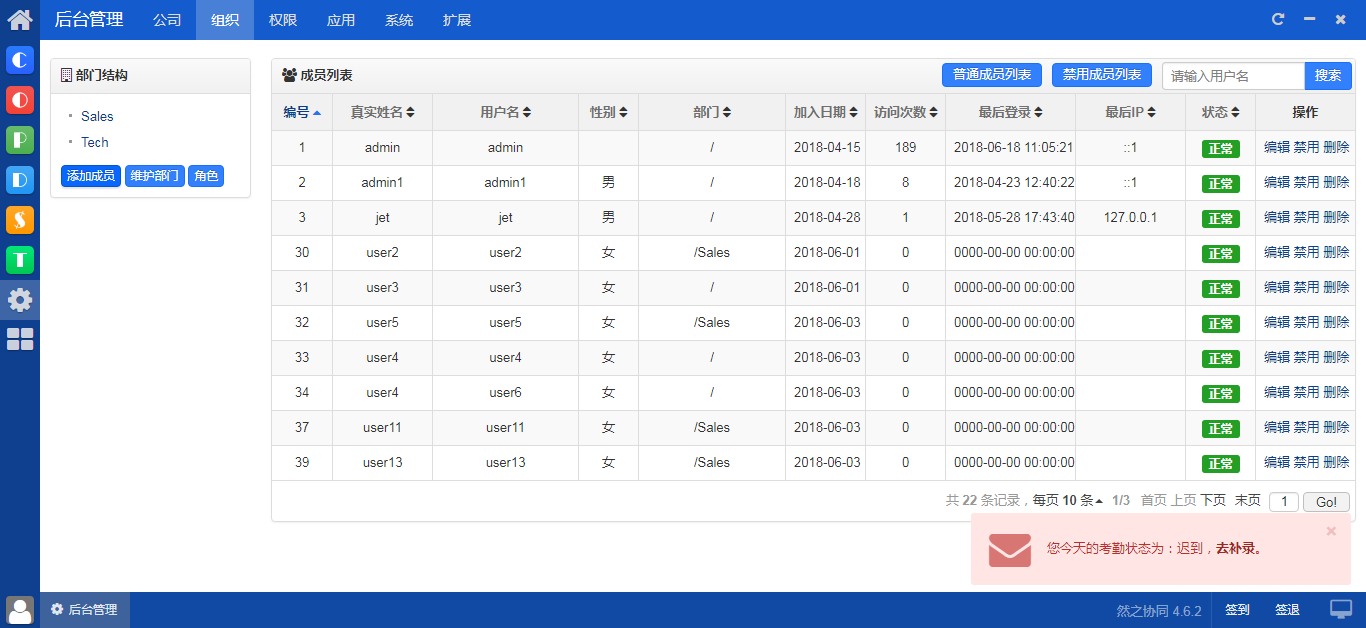 后台管理 公司 组织 权限 应用 系统 扩展
部门结构
Sales
Tech
添加成员 维护部门 角色
成员列表 普通成员列表 禁用成员列表 请输入用户名 搜索
编号 真实姓名 用户名 性别 部门 加入日期 访问次数 最后登录 最后IP 状态 操作
1 admin admin / 2018-04-15 189 2018-06-18 11:05:21 ::1 正常 编辑 禁用 删除
2 admin1 admin1 男 / 2018-04-18 8 2018-04-23 12:40:22 ::1 正常 编辑 禁用 删除
3 jet jet 男 / 2018-04-28 1 2018-05-28 17:43:40 127.0.0.1 正常 编辑 禁用 删除
30 user2 user2 女 /Sales 2018-06-01 0 0000-00-00 00:00:00 正常 编辑 禁用 删除
31 user3 user3 女 / 2018-06-01 0 0000-00-00 00:00:00 正常 编辑 禁用 删除
32 user5 user5 女 /Sales 2018-06-03 0 0000-00-00 00:00:00 正常 编辑 禁用 删除
33 user4 user4 女 / 2018-06-03 0 0000-00-00 00:00:00 正常 编辑 禁用 删除
34 user4 user6 女 / 2018-06-03 0 0000-00-00 00:00:00 正常 编辑 禁用 删除
37 user11 user11 女 /Sales 2018-06-03 0 0000-00-00 00:00:00 正常 编辑 禁用 删除
39 user13 user13 女 /Sales 2018-06-03 0 0000-00-00 00:00:00 正常 编辑 禁用 删除
共 22 条记录，每页 10 条 1/3 首页 上页 下页 末页 1 Go!
您今天的考勤状态为：迟到，去补录。 ×
后台管理 然之协同 4.6.2 签到 签退